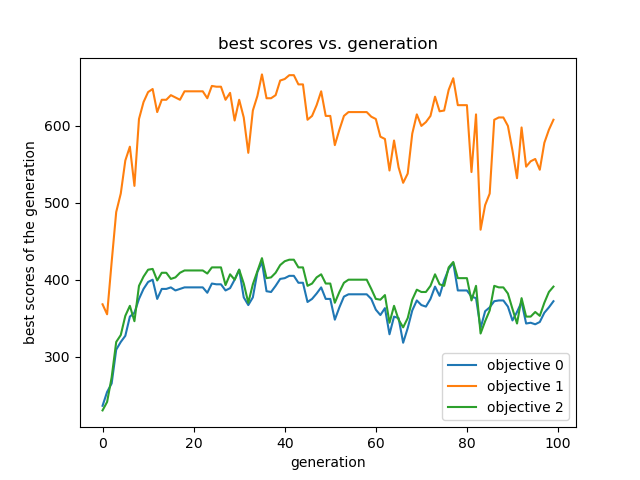 best scores vs. generation
best scores of the generation
600
500
400
300
0
20
40
60
80
100
generation
objective 0
objective 1
objective 2